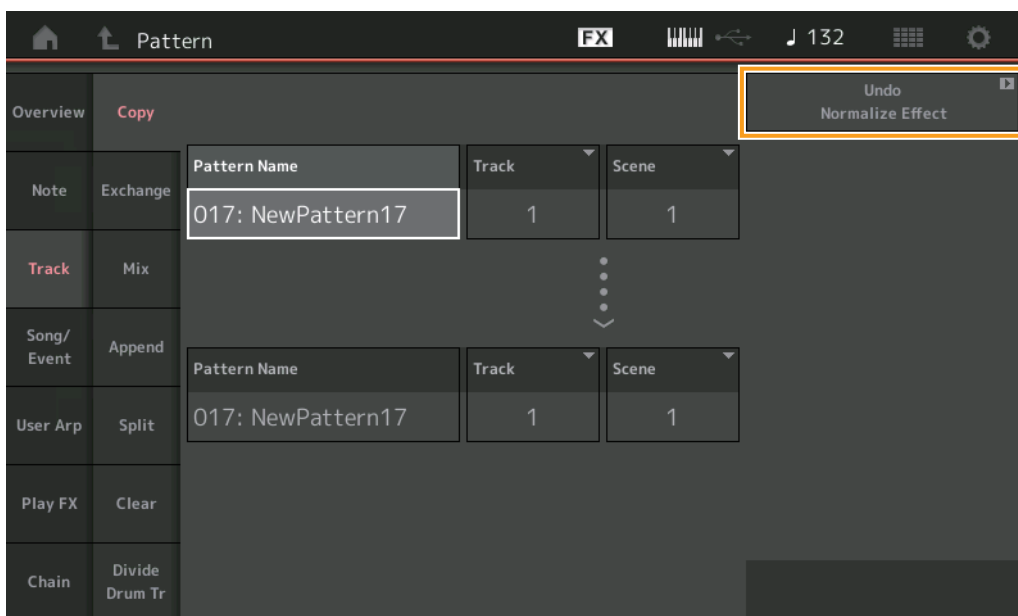 Pattern
FX
132
Overview
Copy
Undo
Normalize Effect
Note
Exchange
Pattern Name
Track
Scene
017: NewPattern17
1
1
Track
Mix
Song/
Event
Append
Pattern Name
Track
Scene
017: NewPattern17
1
1
User Arp
Split
Play FX
Clear
Chain
Divide
Drum Tr